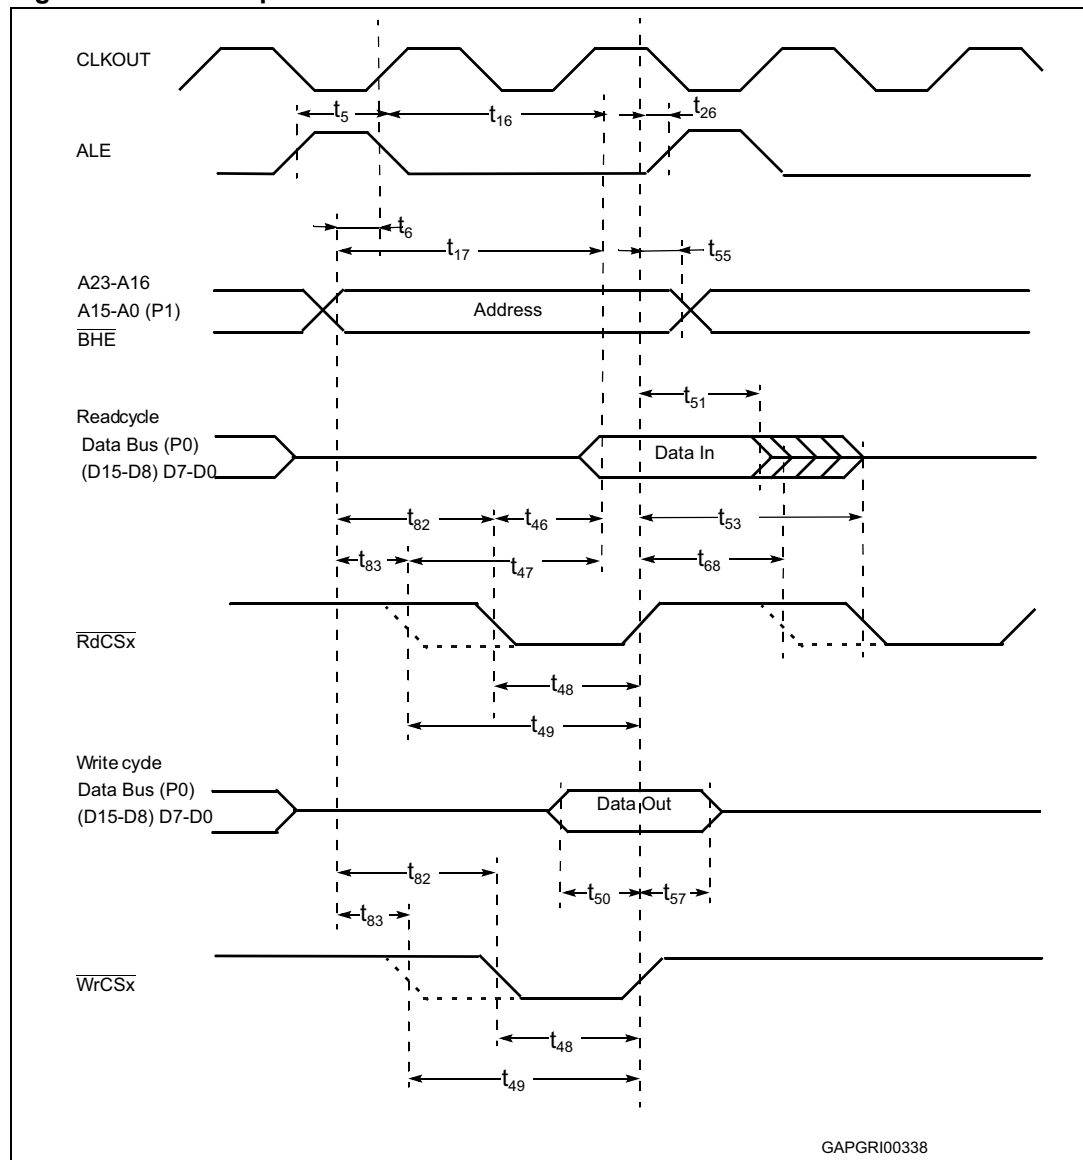 CLKOUT
t5
t16
t26
ALE
t6
t17
t55
A23-A16
A15-A0 (P1)
Address
BHE
t51
Readcycle
Data Bus (P0)
Data In
(D15-D8) D7-D0
t82
t46
t53
t83
t47
t68
RdCSx
t48
t49
Write cycle
Data Bus (P0)
Data Out
(D15-D8) D7-D0
t82
t50
t57
t83
WrCSx
t48
t49
GAPGRI00338